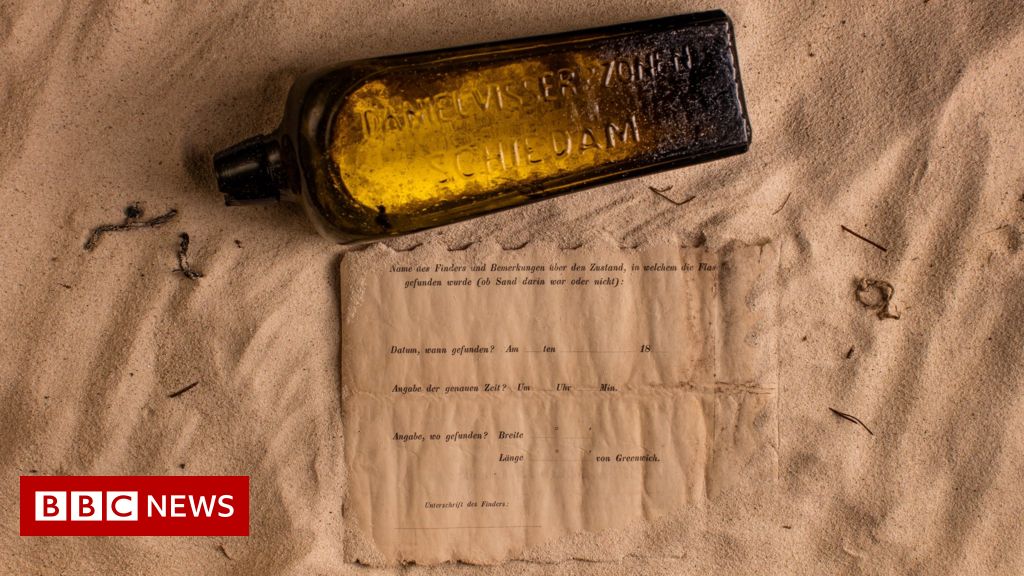 DANIEL VISSER & ZONEN
SCHIEDAM
Name des Finders und Bemerkungen über den Zustand, in welchem die Flas
gefunden wurde (ob Sand darin war oder nicht):
Datum, wann gefunden? Am ten 18
Angabe der genauen Zeit? Um Uhr Min.
Angabe, wo gefunden? Breite ° '
Länge ° ' von Greenwich.
Unterschrift des Finders:
BBC NEWS